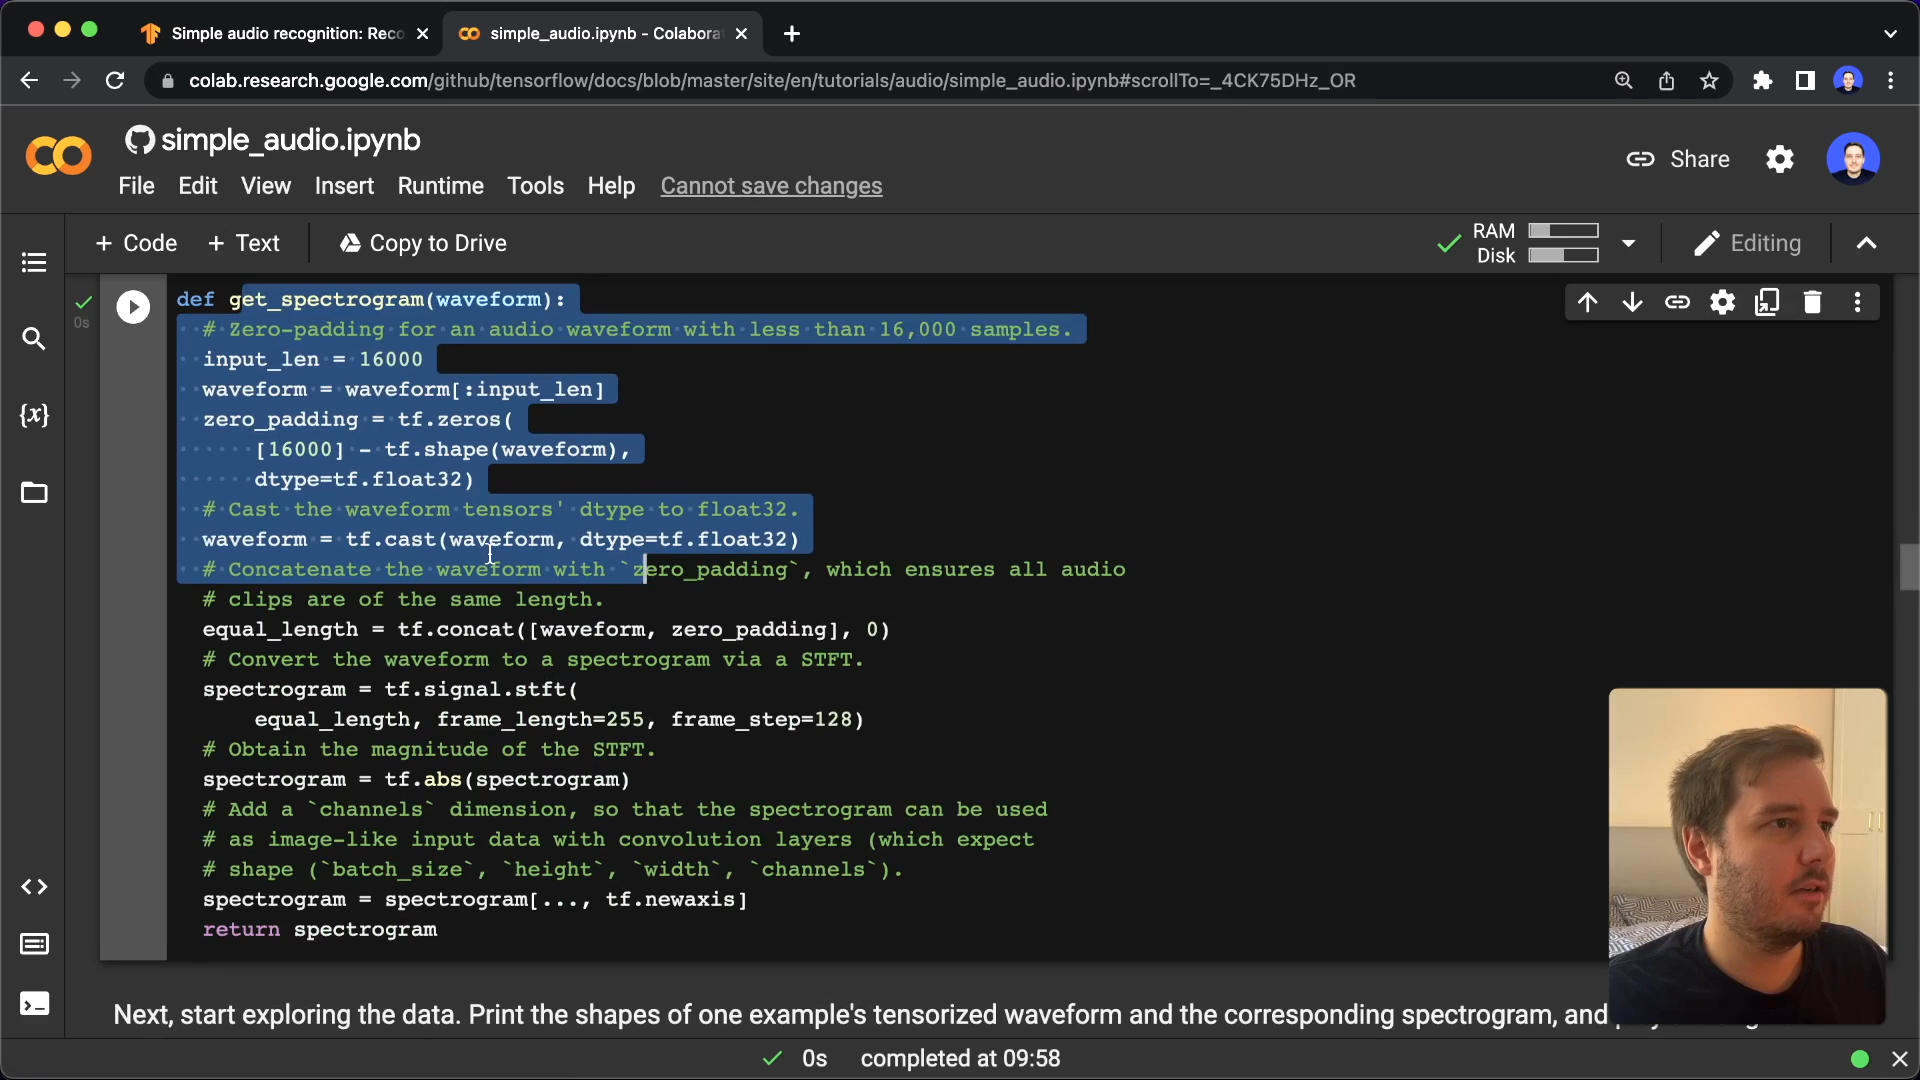 Simple audio recognition: Reco
simple_audio.ipynb - Colabora
colab.research.google.com/github/tensorflow/docs/blob/master/site/en/tutorials/audio/simple_audio.ipynb#scrollTo=_4CK75DHz_OR
simple_audio.ipynb
File Edit View Insert Runtime Tools Help Cannot save changes
Share
+ Code + Text Copy to Drive
RAM
Disk
Editing
0s
def get_spectrogram(waveform):
# Zero-padding for an audio waveform with less than 16,000 samples.
input_len = 16000
waveform = waveform[:input_len]
zero_padding = tf.zeros(
[16000] - tf.shape(waveform),
dtype=tf.float32)
# Cast the waveform tensors' dtype to float32.
waveform = tf.cast(waveform, dtype=tf.float32)
# Concatenate the waveform with `zero_padding`, which ensures all audio
# clips are of the same length.
equal_length = tf.concat([waveform, zero_padding], 0)
# Convert the waveform to a spectrogram via a STFT.
spectrogram = tf.signal.stft(
equal_length, frame_length=255, frame_step=128)
# Obtain the magnitude of the STFT.
spectrogram = tf.abs(spectrogram)
# Add a `channels` dimension, so that the spectrogram can be used
# as image-like input data with convolution layers (which expect
# shape (`batch_size`, `height`, `width`, `channels`).
spectrogram = spectrogram[..., tf.newaxis]
return spectrogram
Next, start exploring the data. Print the shapes of one example's tensorized waveform and the corresponding spectrogram, and
0s completed at 09:58